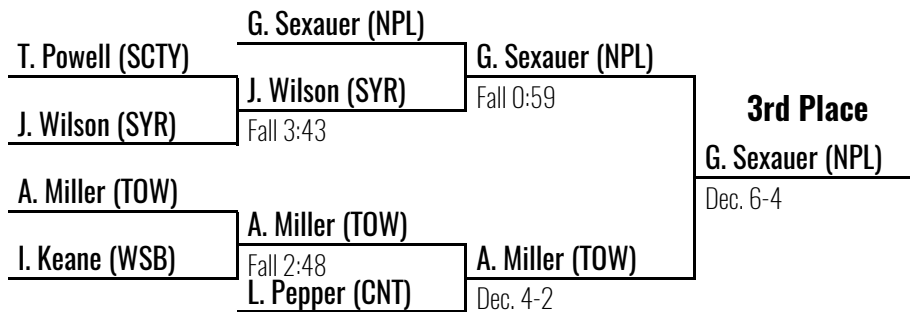 G. Sexauer (NPL)
T. Powell (SCTY)
G. Sexauer (NPL)
J. Wilson (SYR)
Fall 0:59
3rd Place
J. Wilson (SYR)
Fall 3:43
G. Sexauer (NPL)
A. Miller (TOW)
Dec. 6-4
A. Miller (TOW)
I. Keane (WSB)
Fall 2:48
A. Miller (TOW)
L. Pepper (CNT)
Dec. 4-2